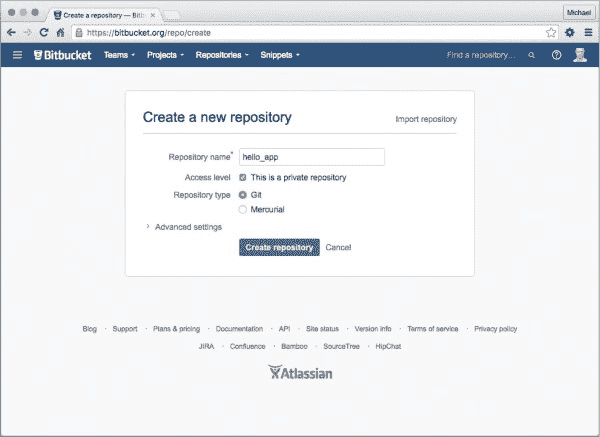 Create a repository — Bitb
Michael
https://bitbucket.org/repo/create
Bitbucket Teams Projects Repositories Snippets Find a repository...
Create a new repository Import repository
Repository name* hello_app
Access level This is a private repository
Repository type Git
Mercurial
Advanced settings
Create repository Cancel
Blog · Support · Plans & pricing · Documentation · API · Site status · Version info · Terms of service · Privacy policy
JIRA · Confluence · Bamboo · SourceTree · HipChat
Atlassian